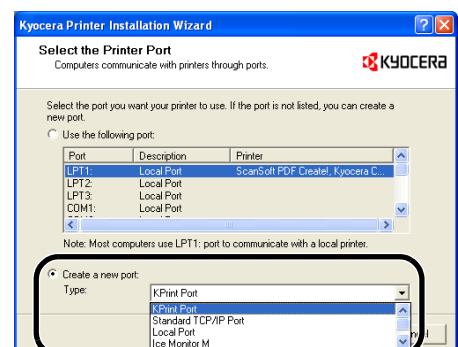 Kyocera Printer Installation Wizard
Select the Printer Port
Computers communicate with printers through ports.
KYOCERA
Select the port you want your printer to use. If the port is not listed, you can create a
new port.
Use the following port:
Port Description Printer
LPT1: Local Port ScanSoft PDF Create!, Kyocera C...
LPT2: Local Port
LPT3: Local Port
COM1: Local Port
Note: Most computers use LPT1: port to communicate with a local printer.
Create a new port:
Type: KPrint Port
KPrint Port
Standard TCP/IP Port
Local Port
Ice Monitor M